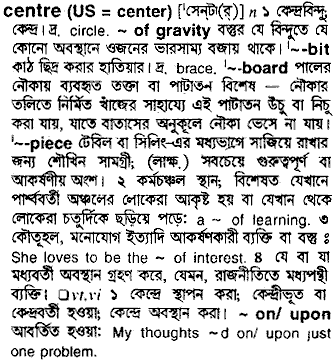 centre (US = center) ['সেনটা(র্)] n ১ কেন্দ্রবিন্দু;
কেন্দ্র। দ্র. circle. ~ of gravity বস্তুর যে বিন্দুতে যে
কোনো অবস্থানে ওজনের ভারসাম্য বজায় থাকে। '~-bit
কাঠ ছিদ্র করার হাতিয়ার। দ্র. brace. '~-board পালের
নৌকায় ব্যবহৃত তক্তা বা পাটাতন বিশেষ — নৌকার
তলিতে নির্মিত খাঁজের সাহায্যে এই পাটাতন উঁচু বা নিচু
করা যায়, যাতে বাতাসের অনুকূলে নৌকা ভেসে না যায়।
'~-piece টেবিল বা সিলিং-এর মধ্যভাগে সাজিয়ে রাখার
জন্য শৌখিন সামগ্রী; (লাক্ষ.) সবচেয়ে গুরুত্বপূর্ণ বা
আকর্ষণীয় অংশ। ২ কর্মচঞ্চল স্থান; বিশেষত যেখানে
পার্শ্ববর্তী অঞ্চলের লোকেরা আকৃষ্ট হয় বা যেখান থেকে
লোকেরা চতুর্দিকে ছড়িয়ে পড়ে: a ~ of learning. ৩
কৌতূহল, মনোযোগ ইত্যাদি আকর্ষণকারী ব্যক্তি বা বস্তু ঃ
She loves to be the ~ of interest. ৪ যে বা যা
মধ্যবর্তী অবস্থান গ্রহণ করে, যেমন, রাজনীতিতে মধ্যপন্থী
ব্যক্তি। □vt,vi ১ কেন্দ্রে স্থাপন করা; কেন্দ্রীভূত বা
কেন্দ্রবর্তী হওয়া; কেন্দ্রে অবস্থান করা। ~ on/ upon
আবর্তিত হওয়া: My thoughts ~d on/ upon just
one problem.